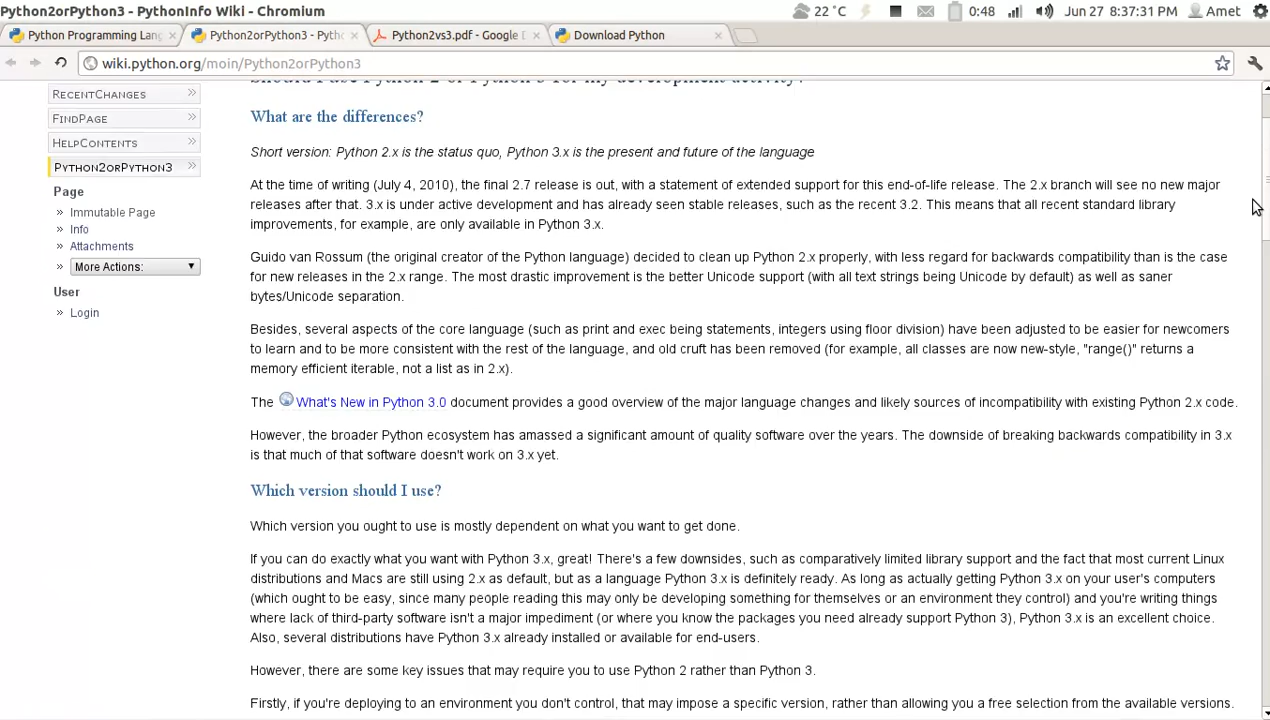 Python2orPython3 - PythonInfo Wiki - Chromium
22 °C 0:48 Jun 27 8:37:31 PM Amet
Python Programming Lang
Python2orPython3 - Pytho
Python2vs3.pdf - Google D
Download Python
wiki.python.org/moin/Python2orPython3
Should I use Python 2 or Python 3 for my development activity?
RecentChanges
FindPage
HelpContents
Python2orPython3
Page
Immutable Page
Info
Attachments
More Actions:
User
Login
What are the differences?
Short version: Python 2.x is the status quo, Python 3.x is the present and future of the language
At the time of writing (July 4, 2010), the final 2.7 release is out, with a statement of extended support for this end-of-life release. The 2.x branch will see no new major
releases after that. 3.x is under active development and has already seen stable releases, such as the recent 3.2. This means that all recent standard library
improvements, for example, are only available in Python 3.x.
Guido van Rossum (the original creator of the Python language) decided to clean up Python 2.x properly, with less regard for backwards compatibility than is the case
for new releases in the 2.x range. The most drastic improvement is the better Unicode support (with all text strings being Unicode by default) as well as saner
bytes/Unicode separation.
Besides, several aspects of the core language (such as print and exec being statements, integers using floor division) have been adjusted to be easier for newcomers
to learn and to be more consistent with the rest of the language, and old cruft has been removed (for example, all classes are now new-style, "range()" returns a
memory efficient iterable, not a list as in 2.x).
The What's New in Python 3.0 document provides a good overview of the major language changes and likely sources of incompatibility with existing Python 2.x code.
However, the broader Python ecosystem has amassed a significant amount of quality software over the years. The downside of breaking backwards compatibility in 3.x
is that much of that software doesn't work on 3.x yet.
Which version should I use?
Which version you ought to use is mostly dependent on what you want to get done.
If you can do exactly what you want with Python 3.x, great! There's a few downsides, such as comparatively limited library support and the fact that most current Linux
distributions and Macs are still using 2.x as default, but as a language Python 3.x is definitely ready. As long as actually getting Python 3.x on your user's computers
(which ought to be easy, since many people reading this may only be developing something for themselves or an environment they control) and you're writing things
where lack of third-party software isn't a major impediment (or where you know the packages you need already support Python 3), Python 3.x is an excellent choice.
Also, several distributions have Python 3.x already installed or available for end-users.
However, there are some key issues that may require you to use Python 2 rather than Python 3.
Firstly, if you're deploying to an environment you don't control, that may impose a specific version, rather than allowing you a free selection from the available versions.